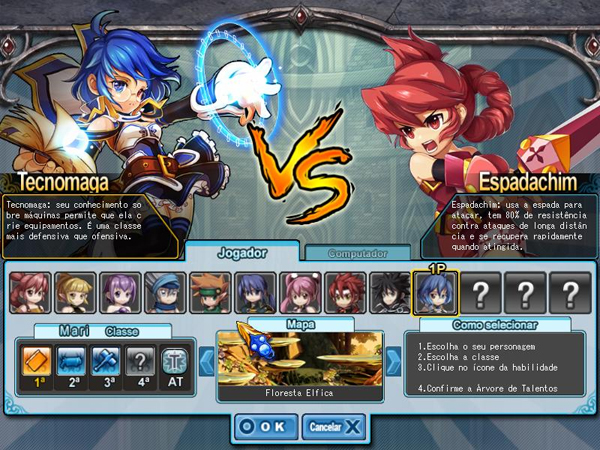 VS
Tecnomaga
Espadachim
Tecnomaga: seu conhecimento so
bre máquinas permite que ela c
rie equipamentos. É uma classe
mais defensiva que ofensiva.
Espadachim: usa a espada para
atacar, tem 80% de resistência
contra ataques de longa distân
cia e se recupera rapidamente
quando atingida.
Jogador
Computador
1P
? ? ?
Mari Classe
1ª 2ª 3ª ? 4ª AT
Mapa
Floresta Elfica
Como selecionar
1.Escolha o seu personagem
2.Escolha a classe
3.Clique no ícone da habilidade
4.Confirme a Árvore de Talentos
O OK
Cancelar X